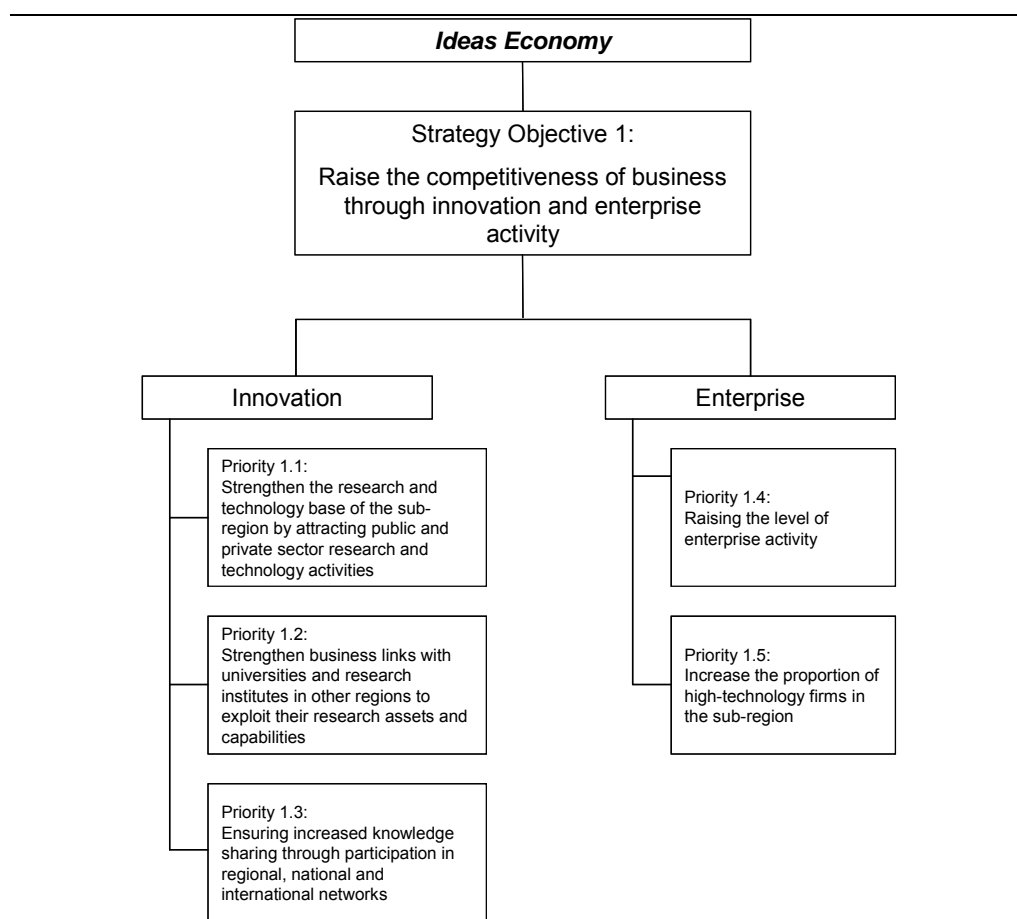 Ideas Economy
Strategy Objective 1:
Raise the competitiveness of business
through innovation and enterprise
activity
Innovation
Priority 1.1:
Strengthen the research and
technology base of the sub-
region by attracting public and
private sector research and
technology activities
Priority 1.2:
Strengthen business links with
universities and research
institutes in other regions to
exploit their research assets and
capabilities
Priority 1.3:
Ensuring increased knowledge
sharing through participation in
regional, national and
international networks
Enterprise
Priority 1.4:
Raising the level of
enterprise activity
Priority 1.5:
Increase the proportion of
high-technology firms in
the sub-region